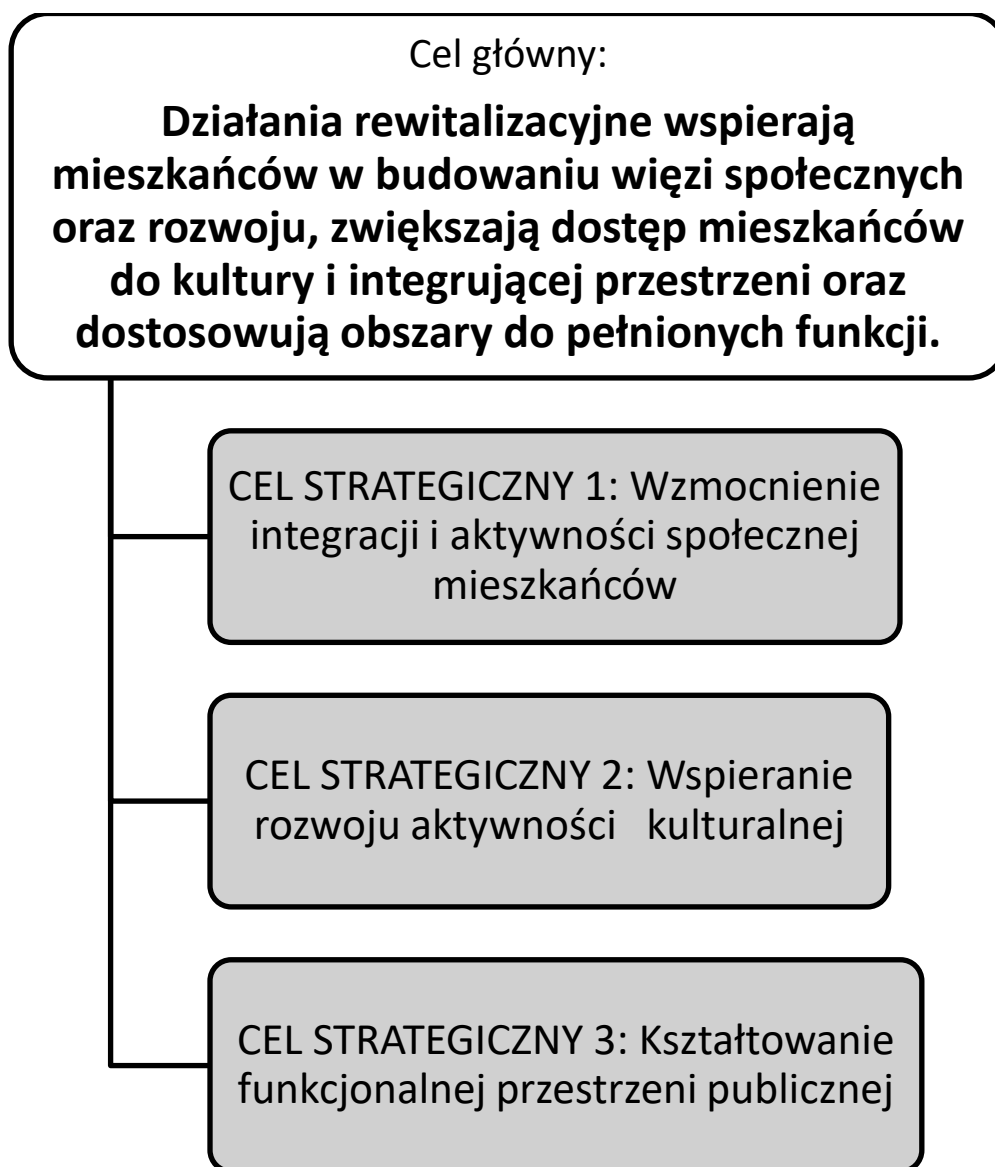 Cel główny:
Działania rewitalizacyjne wspierają
mieszkańców w budowaniu więzi społecznych
oraz rozwoju, zwiększają dostęp mieszkańców
do kultury i integrującej przestrzeni oraz
dostosowują obszary do pełnionych funkcji.
CEL STRATEGICZNY 1: Wzmocnienie
integracji i aktywności społecznej
mieszkańców
CEL STRATEGICZNY 2: Wspieranie
rozwoju aktywności   kulturalnej
CEL STRATEGICZNY 3: Kształtowanie
funkcjonalnej przestrzeni publicznej